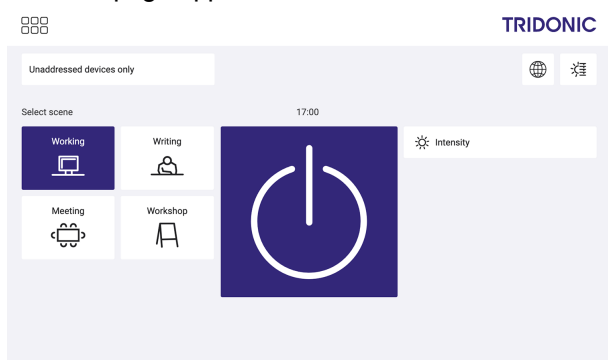 TRIDONIC
Unaddressed devices only
Select scene
17:00
Working
Writing
Intensity
Meeting
Workshop